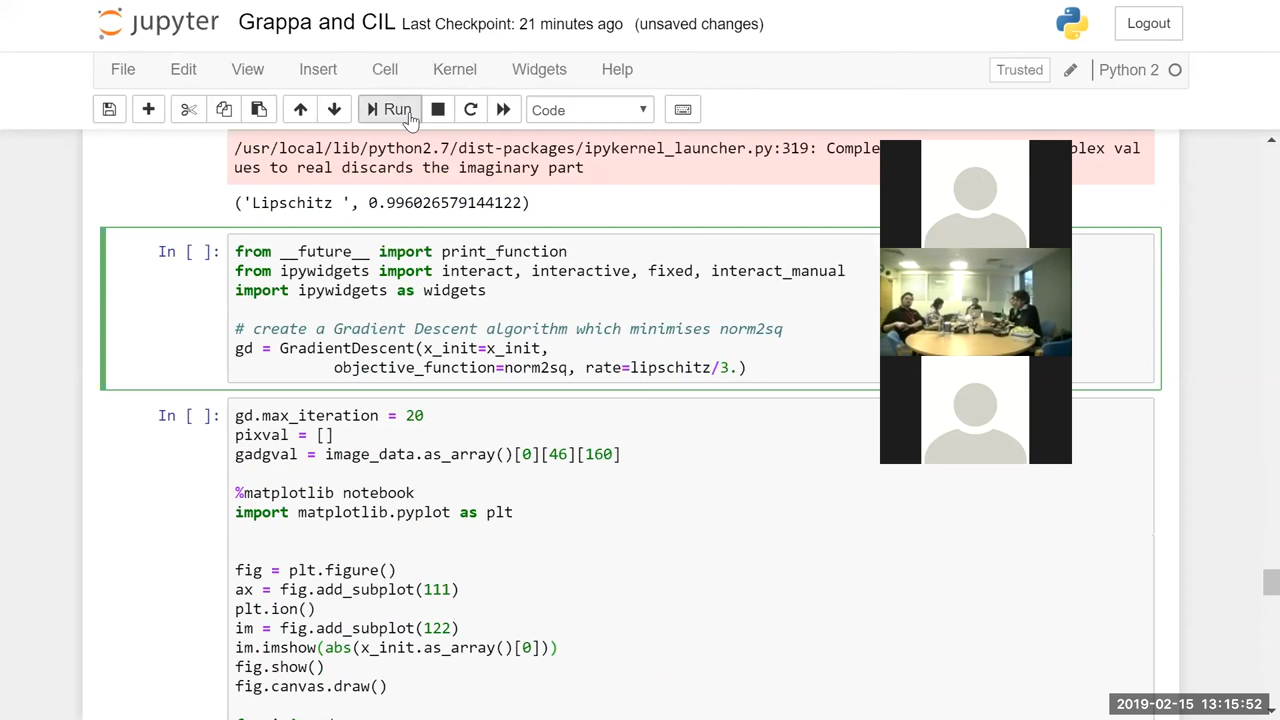 jupyter Grappa and CIL Last Checkpoint: 21 minutes ago (unsaved changes) Logout
File Edit View Insert Cell Kernel Widgets Help Trusted Python 2
Run Code
/usr/local/lib/python2.7/dist-packages/ipykernel_launcher.py:319: Comple plex val
ues to real discards the imaginary part
('Lipschitz ', 0.996026579144122)
In [ ]: from __future__ import print_function
from ipywidgets import interact, interactive, fixed, interact_manual
import ipywidgets as widgets
# create a Gradient Descent algorithm which minimises norm2sq
gd = GradientDescent(x_init=x_init,
objective_function=norm2sq, rate=lipschitz/3.)
In [ ]: gd.max_iteration = 20
pixval = []
gadgval = image_data.as_array()[0][46][160]
%matplotlib notebook
import matplotlib.pyplot as plt
fig = plt.figure()
ax = fig.add_subplot(111)
plt.ion()
im = fig.add_subplot(122)
im.imshow(abs(x_init.as_array()[0]))
fig.show()
fig.canvas.draw()
2019-02-15 13:15:52